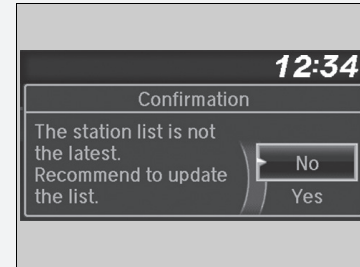 12:34
Confirmation
The station list is not
the latest.
Recommend to update
the list.
No
Yes